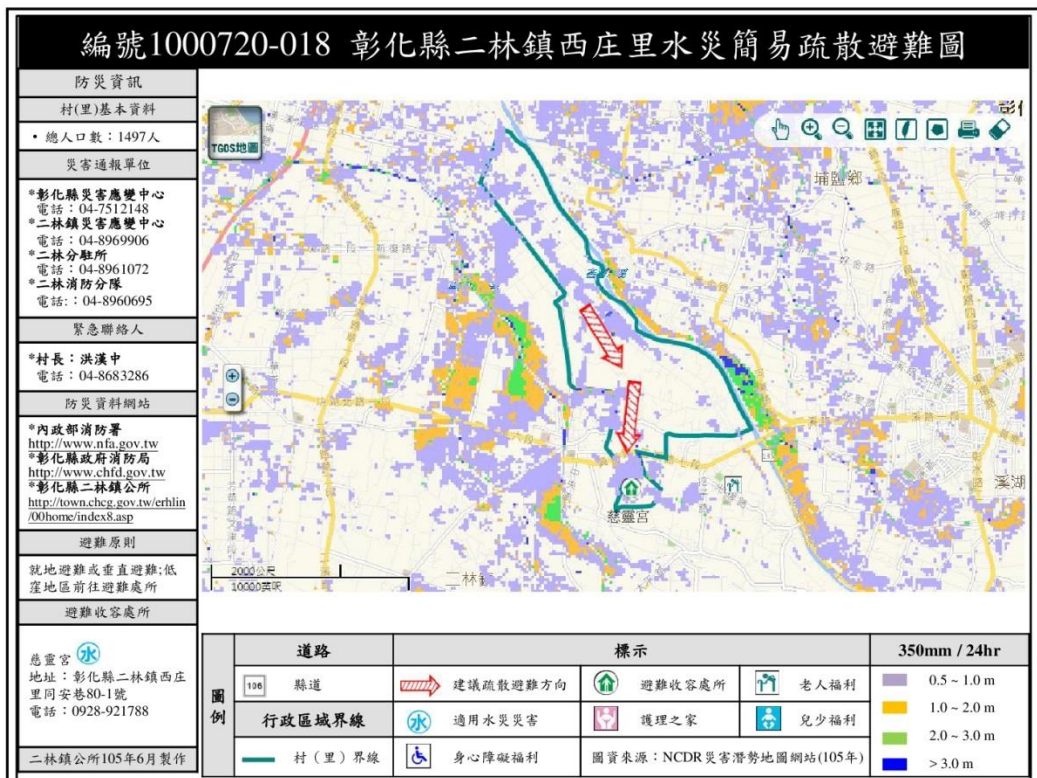 編號1000720-018 彰化縣二林鎮西庄里水災簡易疏散避難圖
防災資訊
村(里)基本資料
• 總人口數：1497人
災害通報單位
*彰化縣災害應變中心
電話：04-7512148
*二林鎮災害應變中心
電話：04-8969906
*二林分駐所
電話：04-8961072
*二林消防分隊
電話:：04-8960695
緊急聯絡人
*村長：洪漢中
電話：04-8683286
防災資料網站
*內政部消防署
http://www.nfa.gov.tw
*彰化縣政府消防局
http://www.chfd.gov.tw
*彰化縣二林鎮公所
http://town.chcg.gov.tw/erhlin
/00home/index8.asp
避難原則
就地避難或垂直避難;低
窪地區前往避難處所
避難收容處所
慈靈宮 水
地址：彰化縣二林鎮西庄
里同安巷80-1號
電話：0928-921788
二林鎮公所105年6月製作
TGOS地圖
埔鹽鄉
溪湖
慈靈宮
二林
2000公尺
10000英呎
圖例
道路
標示
350mm / 24hr
106 縣道
建議疏散避難方向
避難收容處所
老人福利
行政區域界線
水 適用水災災害
護理之家
兒少福利
村（里）界線
身心障礙福利
圖資來源：NCDR災害潛勢地圖網站(105年)
0.5 ~ 1.0 m
1.0 ~ 2.0 m
2.0 ~ 3.0 m
> 3.0 m